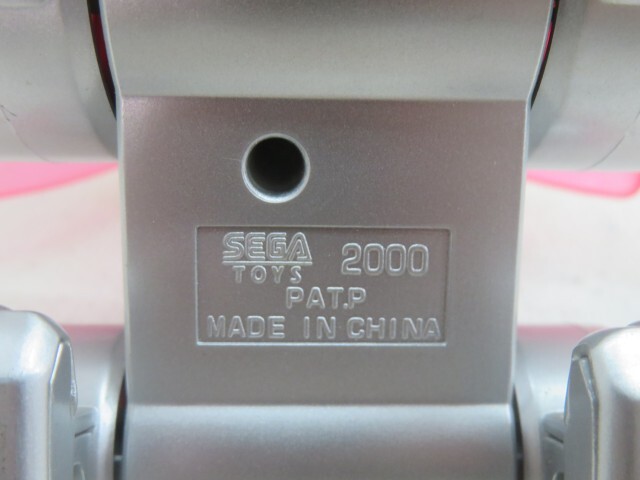 SEGA 2000
TOYS
PAT.P
MADE IN CHINA